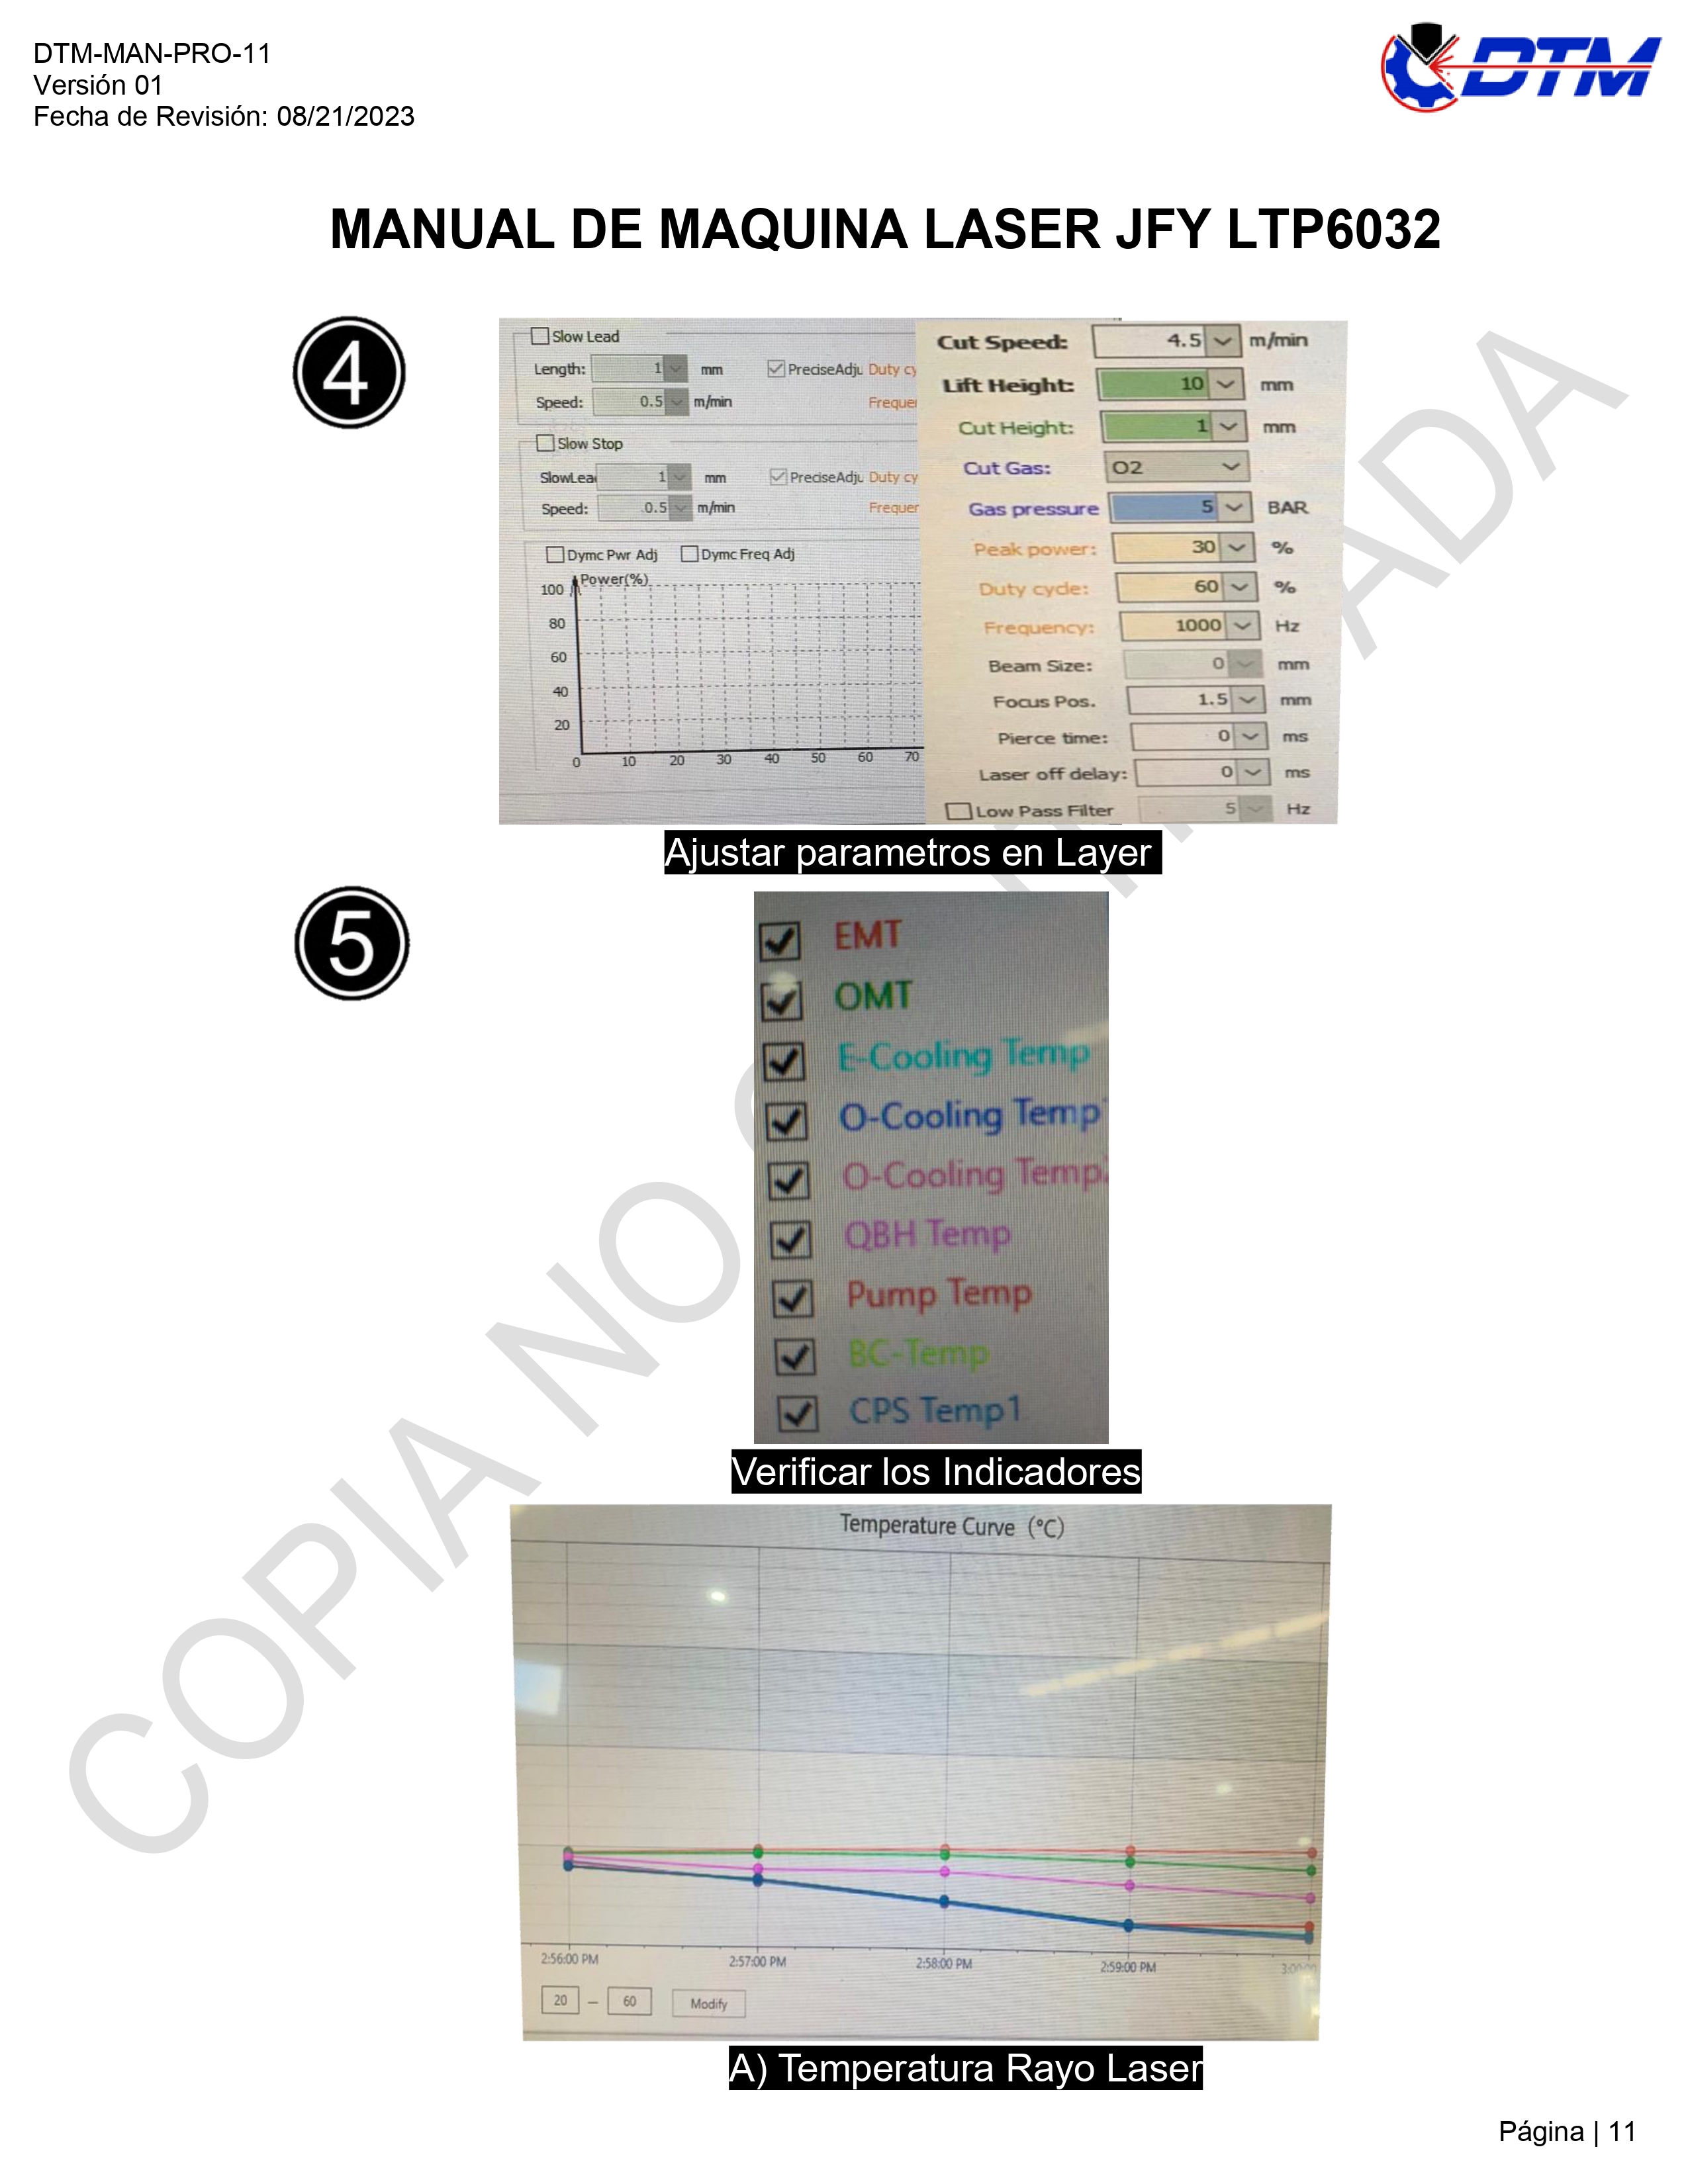 DTM-MAN-PRO-11
Versión 01
Fecha de Revisión: 08/21/2023
DTM
MANUAL DE MAQUINA LASER JFY LTP6032
4
Slow Lead
Length: 1 mm PreciseAdju Duty cy
Speed: 0.5 m/min Frequer
Slow Stop
SlowLea 1 mm PreciseAdju Duty cy
Speed: 0.5 m/min Frequer
Dymc Pwr Adj Dymc Freq Adj
Power(%)
100
80
60
40
20
0 10 20 30 40 50 60 70
Cut Speed: 4.5 m/min
Lift Height: 10 mm
Cut Height: 1 mm
Cut Gas: O2
Gas pressure 5 BAR
Peak power: 30 %
Duty cycle: 60 %
Frequency: 1000 Hz
Beam Size: 0 mm
Focus Pos. 1.5 mm
Pierce time: 0 ms
Laser off delay: 0 ms
Low Pass Filter 5 Hz
Ajustar parametros en Layer
5
EMT
OMT
E-Cooling Temp
O-Cooling Temp
O-Cooling Temp
QBH Temp
Pump Temp
BC-Temp
CPS Temp1
Verificar los Indicadores
Temperature Curve (°C)
2:56:00 PM 2:57:00 PM 2:58:00 PM 2:59:00 PM
20 – 60 Modify
A) Temperatura Rayo Laser
COPIA NO
ADA
Página | 11